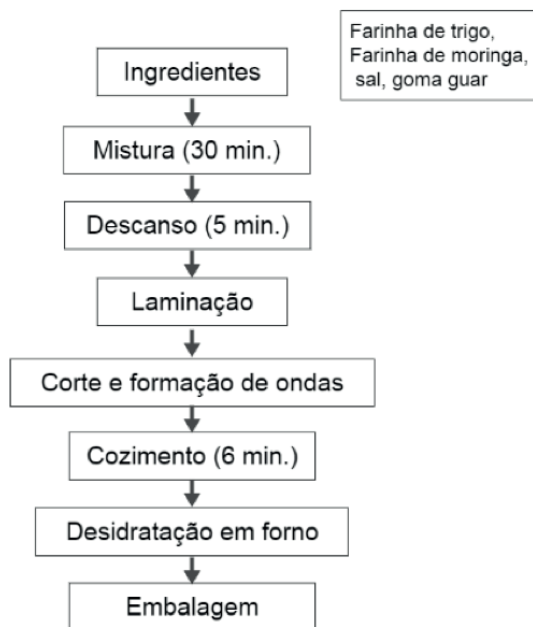 Farinha de trigo,
Farinha de moringa,
sal, goma guar
Ingredientes
Mistura (30 min.)
Descanso (5 min.)
Laminação
Corte e formação de ondas
Cozimento (6 min.)
Desidratação em forno
Embalagem